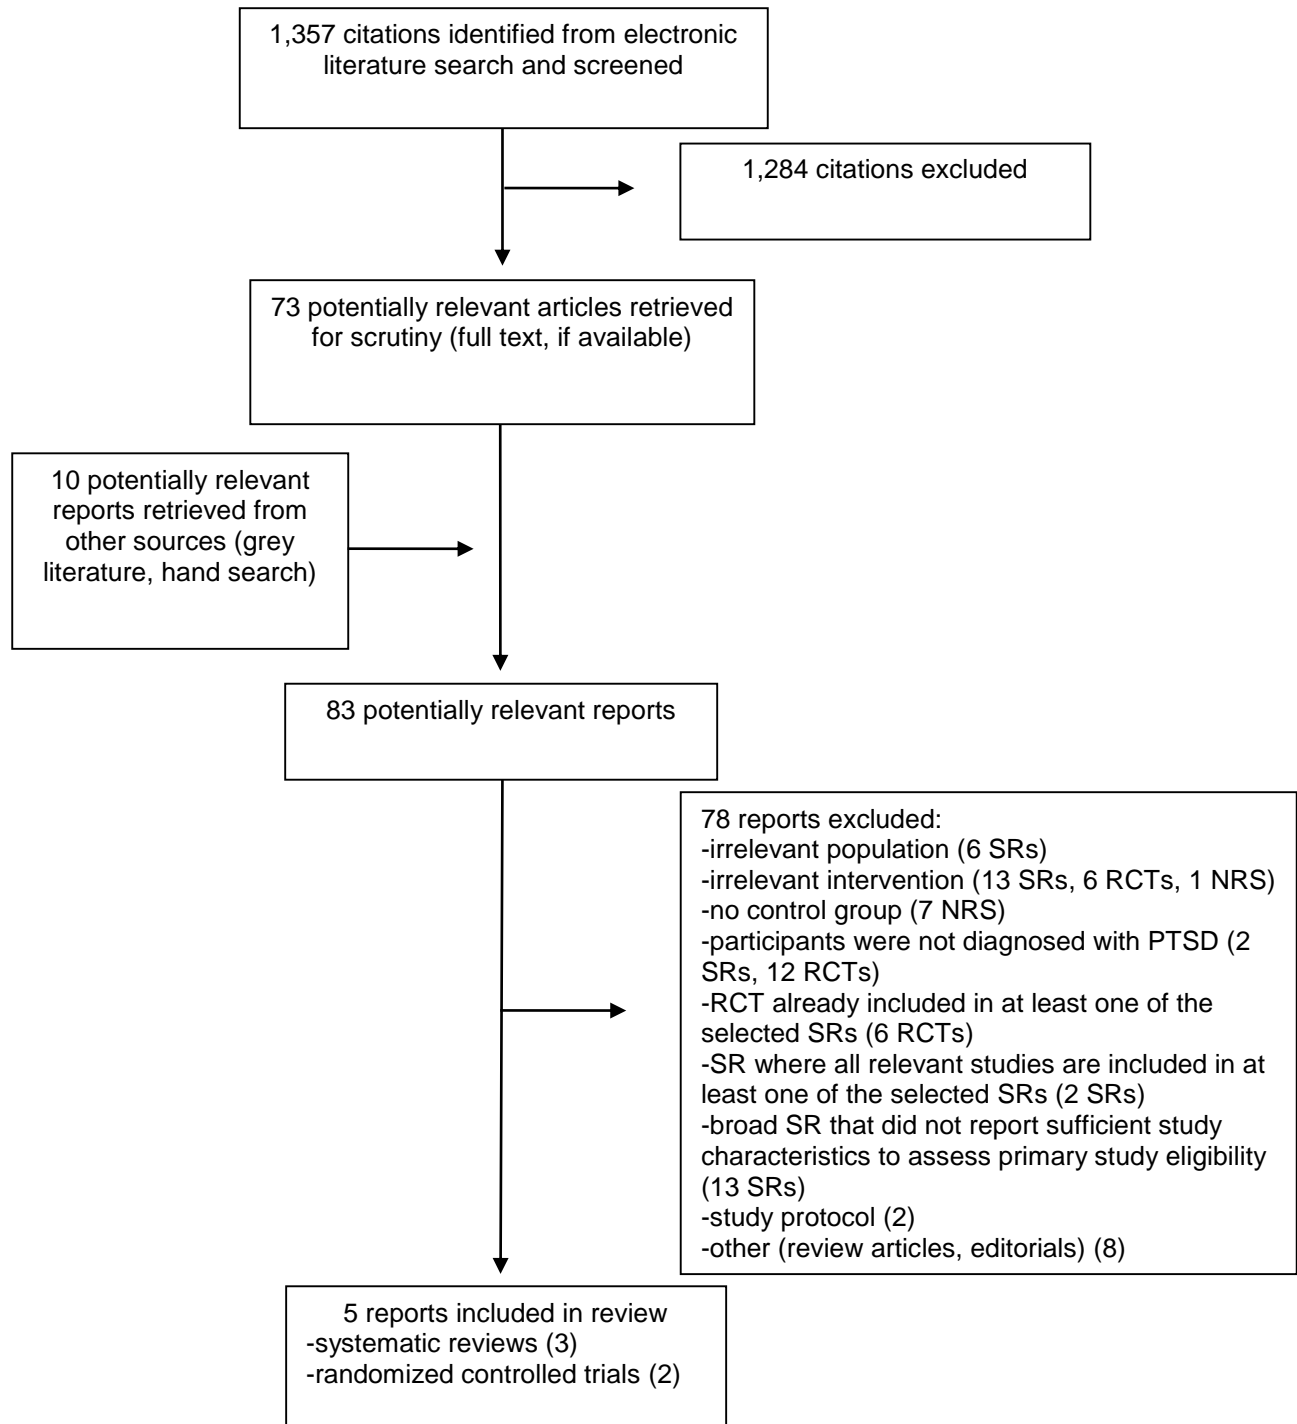 1,357 citations identified from electronic
literature search and screened
1,284 citations excluded
73 potentially relevant articles retrieved
for scrutiny (full text, if available)
10 potentially relevant
reports retrieved from
other sources (grey
literature, hand search)
83 potentially relevant reports
78 reports excluded:
-irrelevant population (6 SRs)
-irrelevant intervention (13 SRs, 6 RCTs, 1 NRS)
-no control group (7 NRS)
-participants were not diagnosed with PTSD (2
SRs, 12 RCTs)
-RCT already included in at least one of the
selected SRs (6 RCTs)
-SR where all relevant studies are included in at
least one of the selected SRs (2 SRs)
-broad SR that did not report sufficient study
characteristics to assess primary study eligibility
(13 SRs)
-study protocol (2)
-other (review articles, editorials) (8)
5 reports included in review
-systematic reviews (3)
-randomized controlled trials (2)